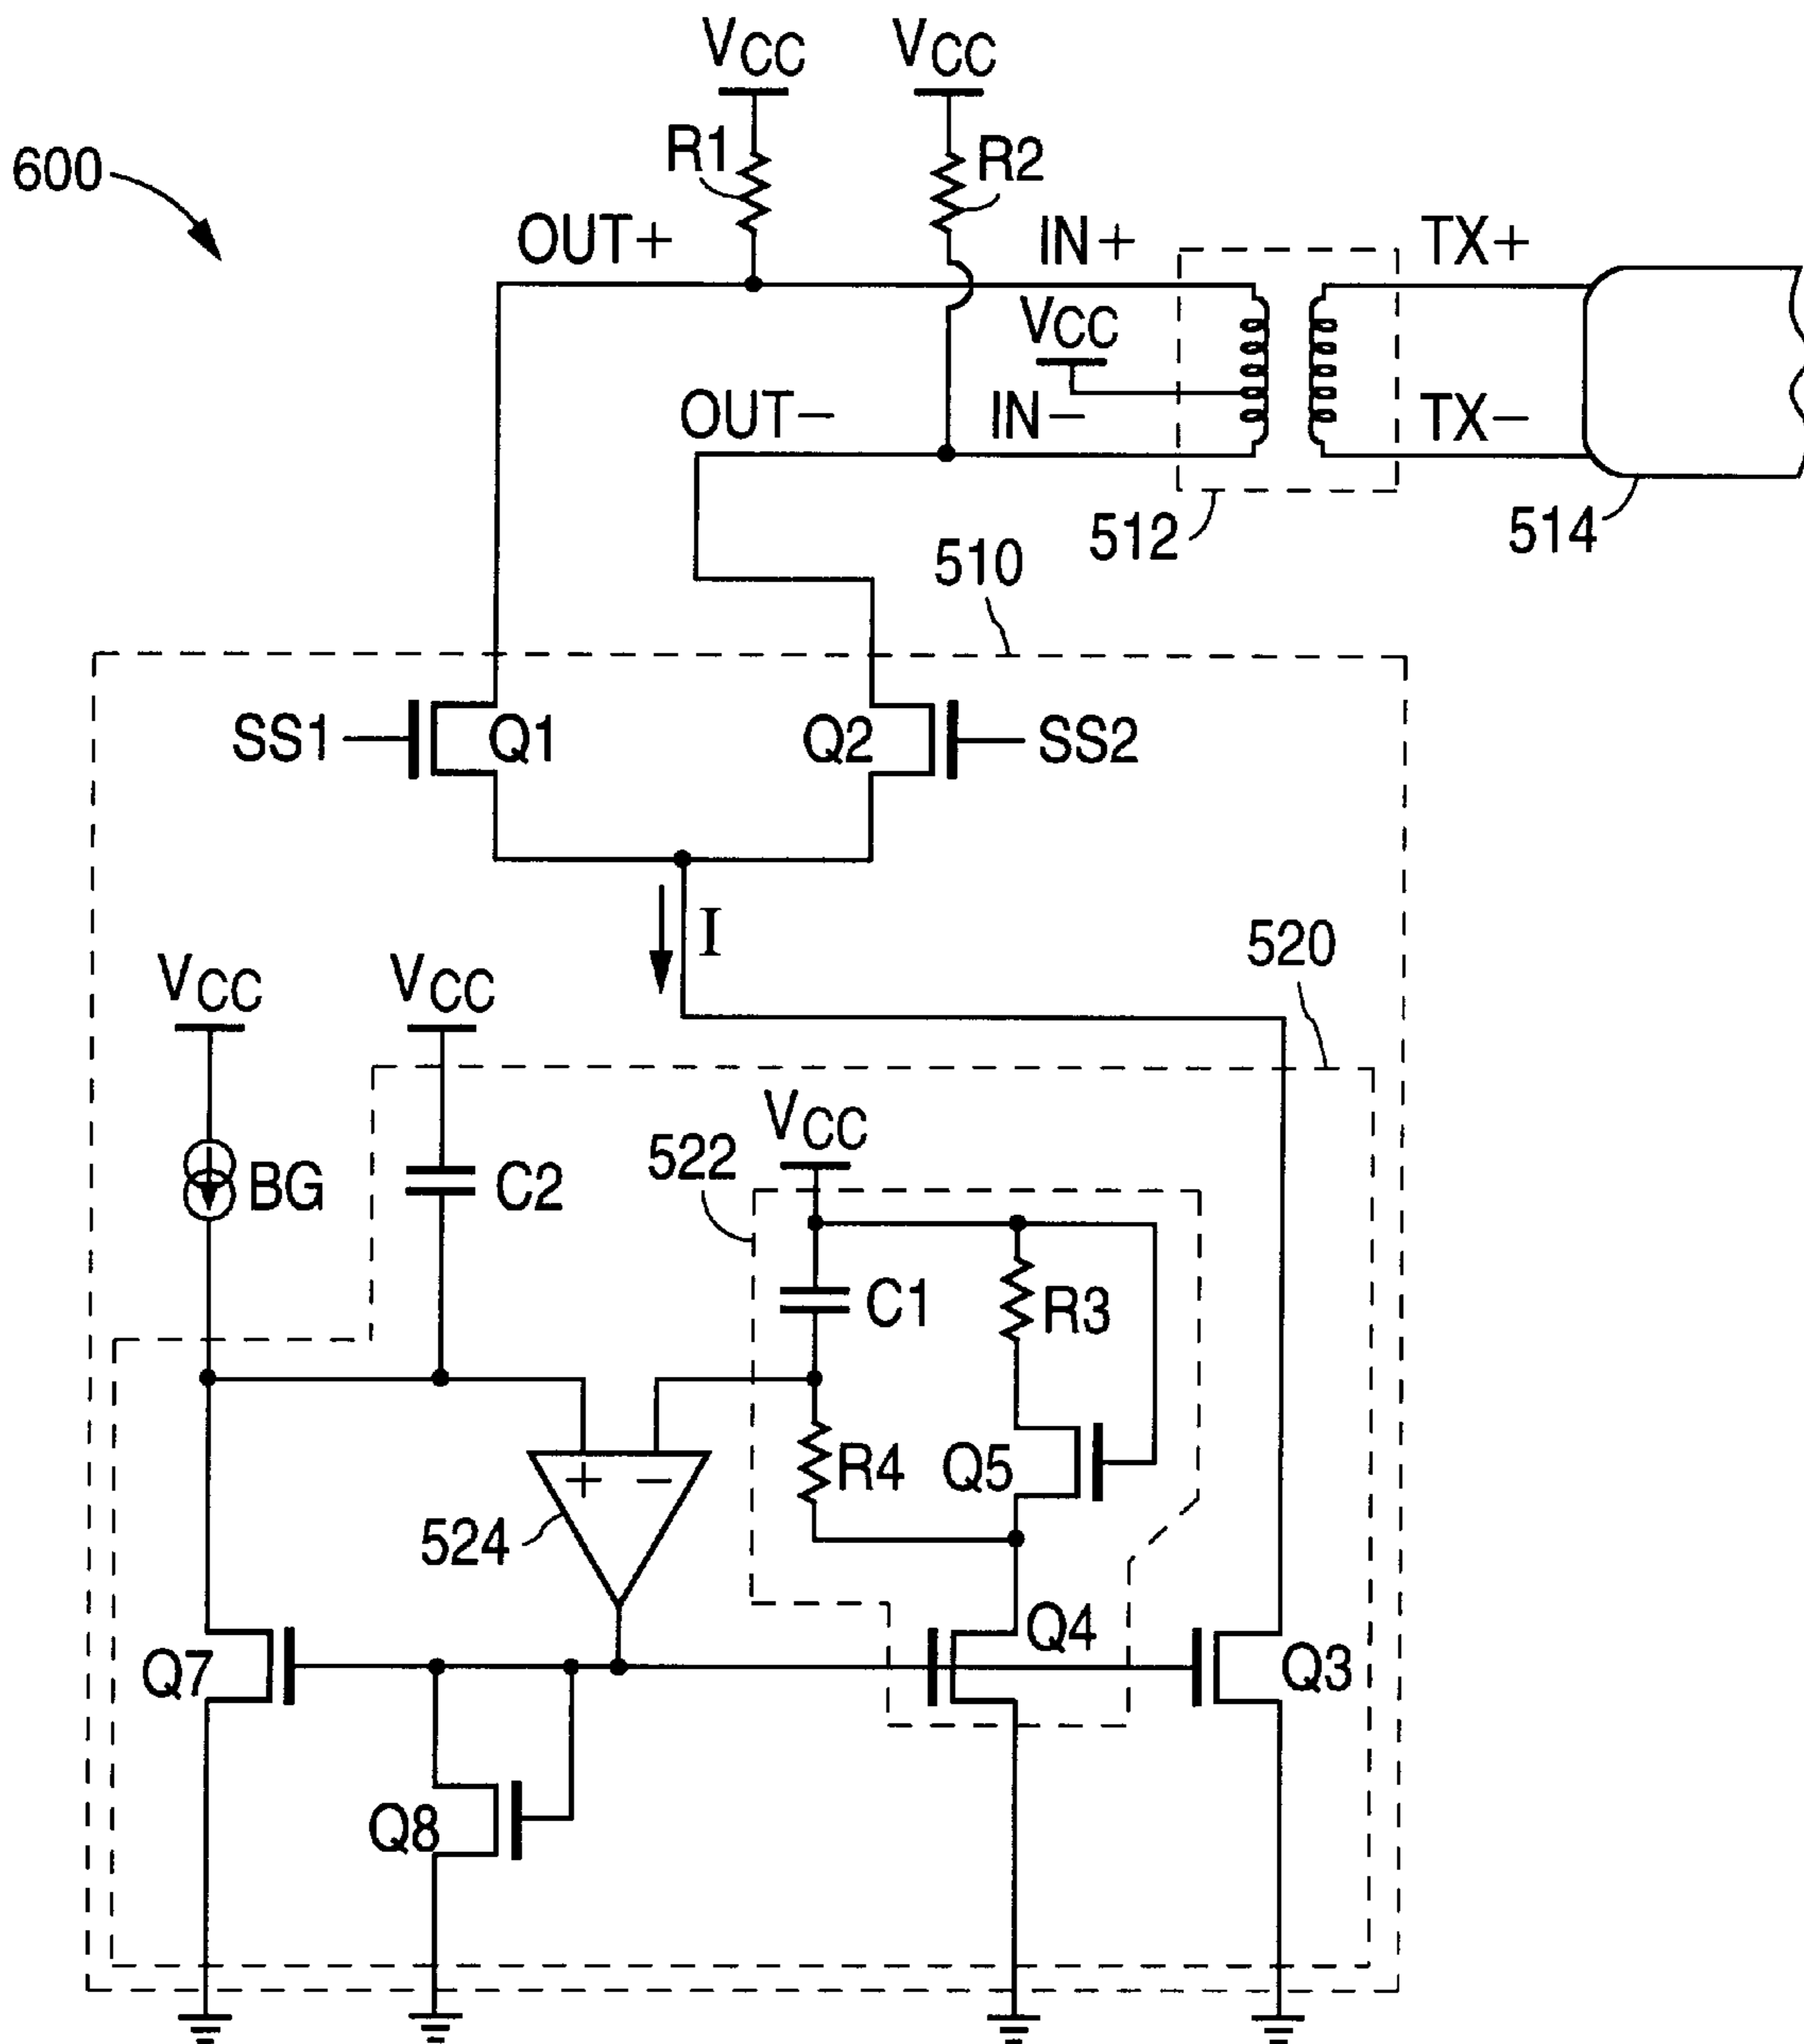 VCC VCC
R1 R2
600
OUT+ IN+ TX+
VCC
OUT− IN− TX−
512 514
510
SS1 Q1 Q2 SS2
I
520
VCC VCC
VCC
522
BG C2
C1 R3
R4 Q5
+ −
524
Q4
Q7 Q3
Q8